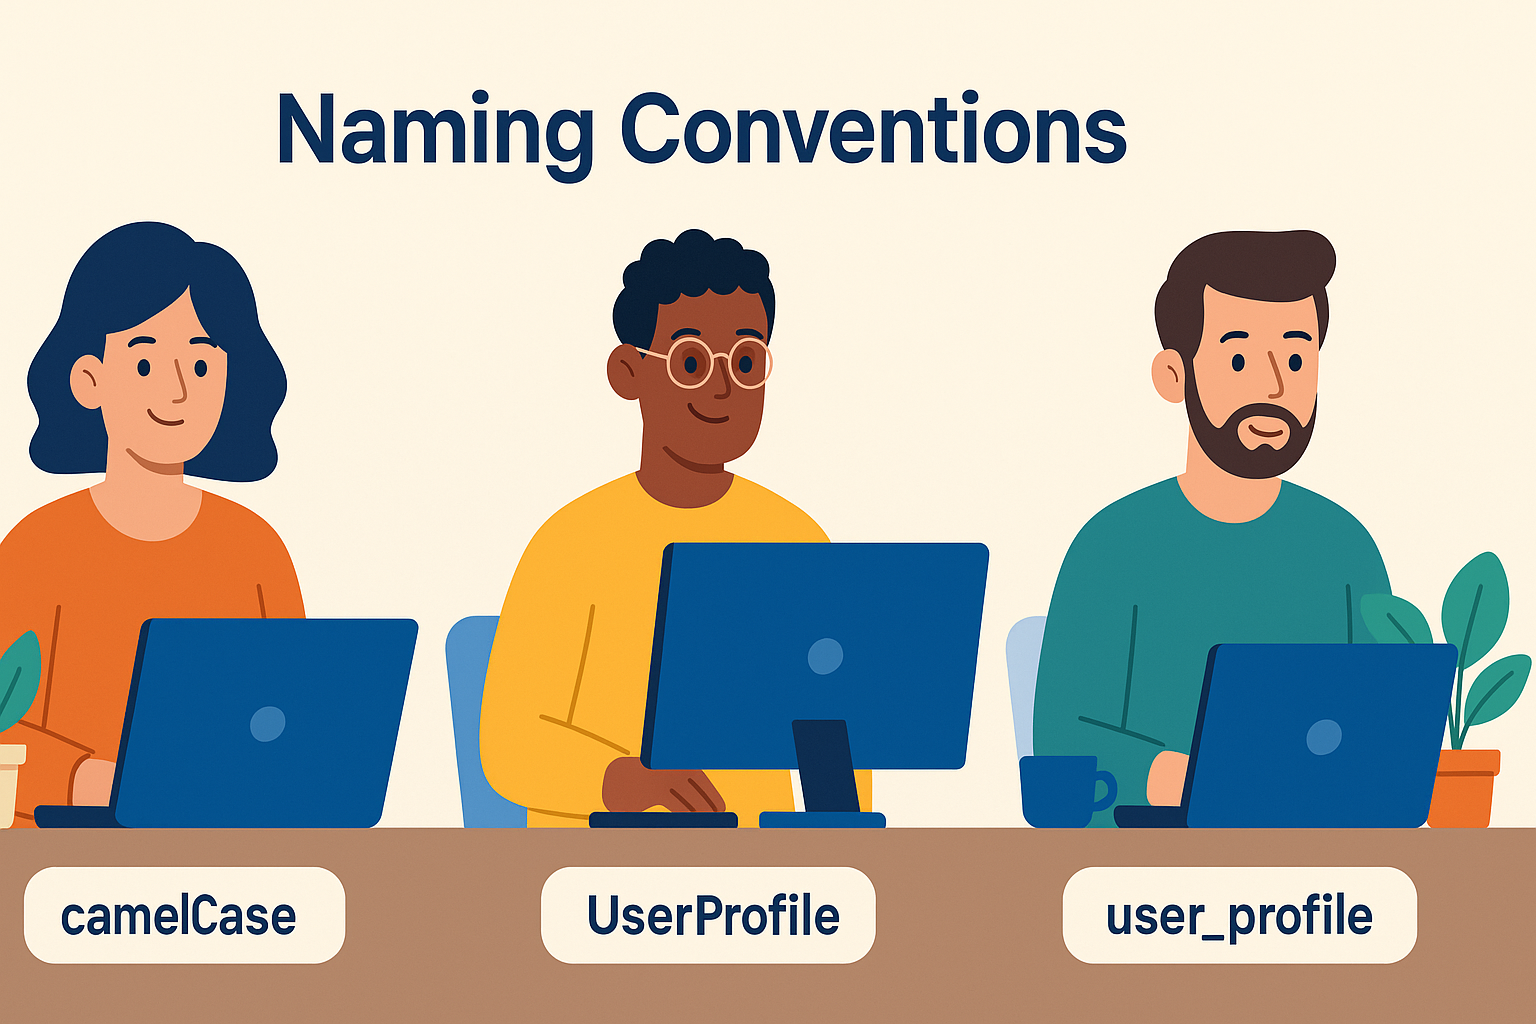 Naming Conventions
camelCase
UserProfile
user_profile